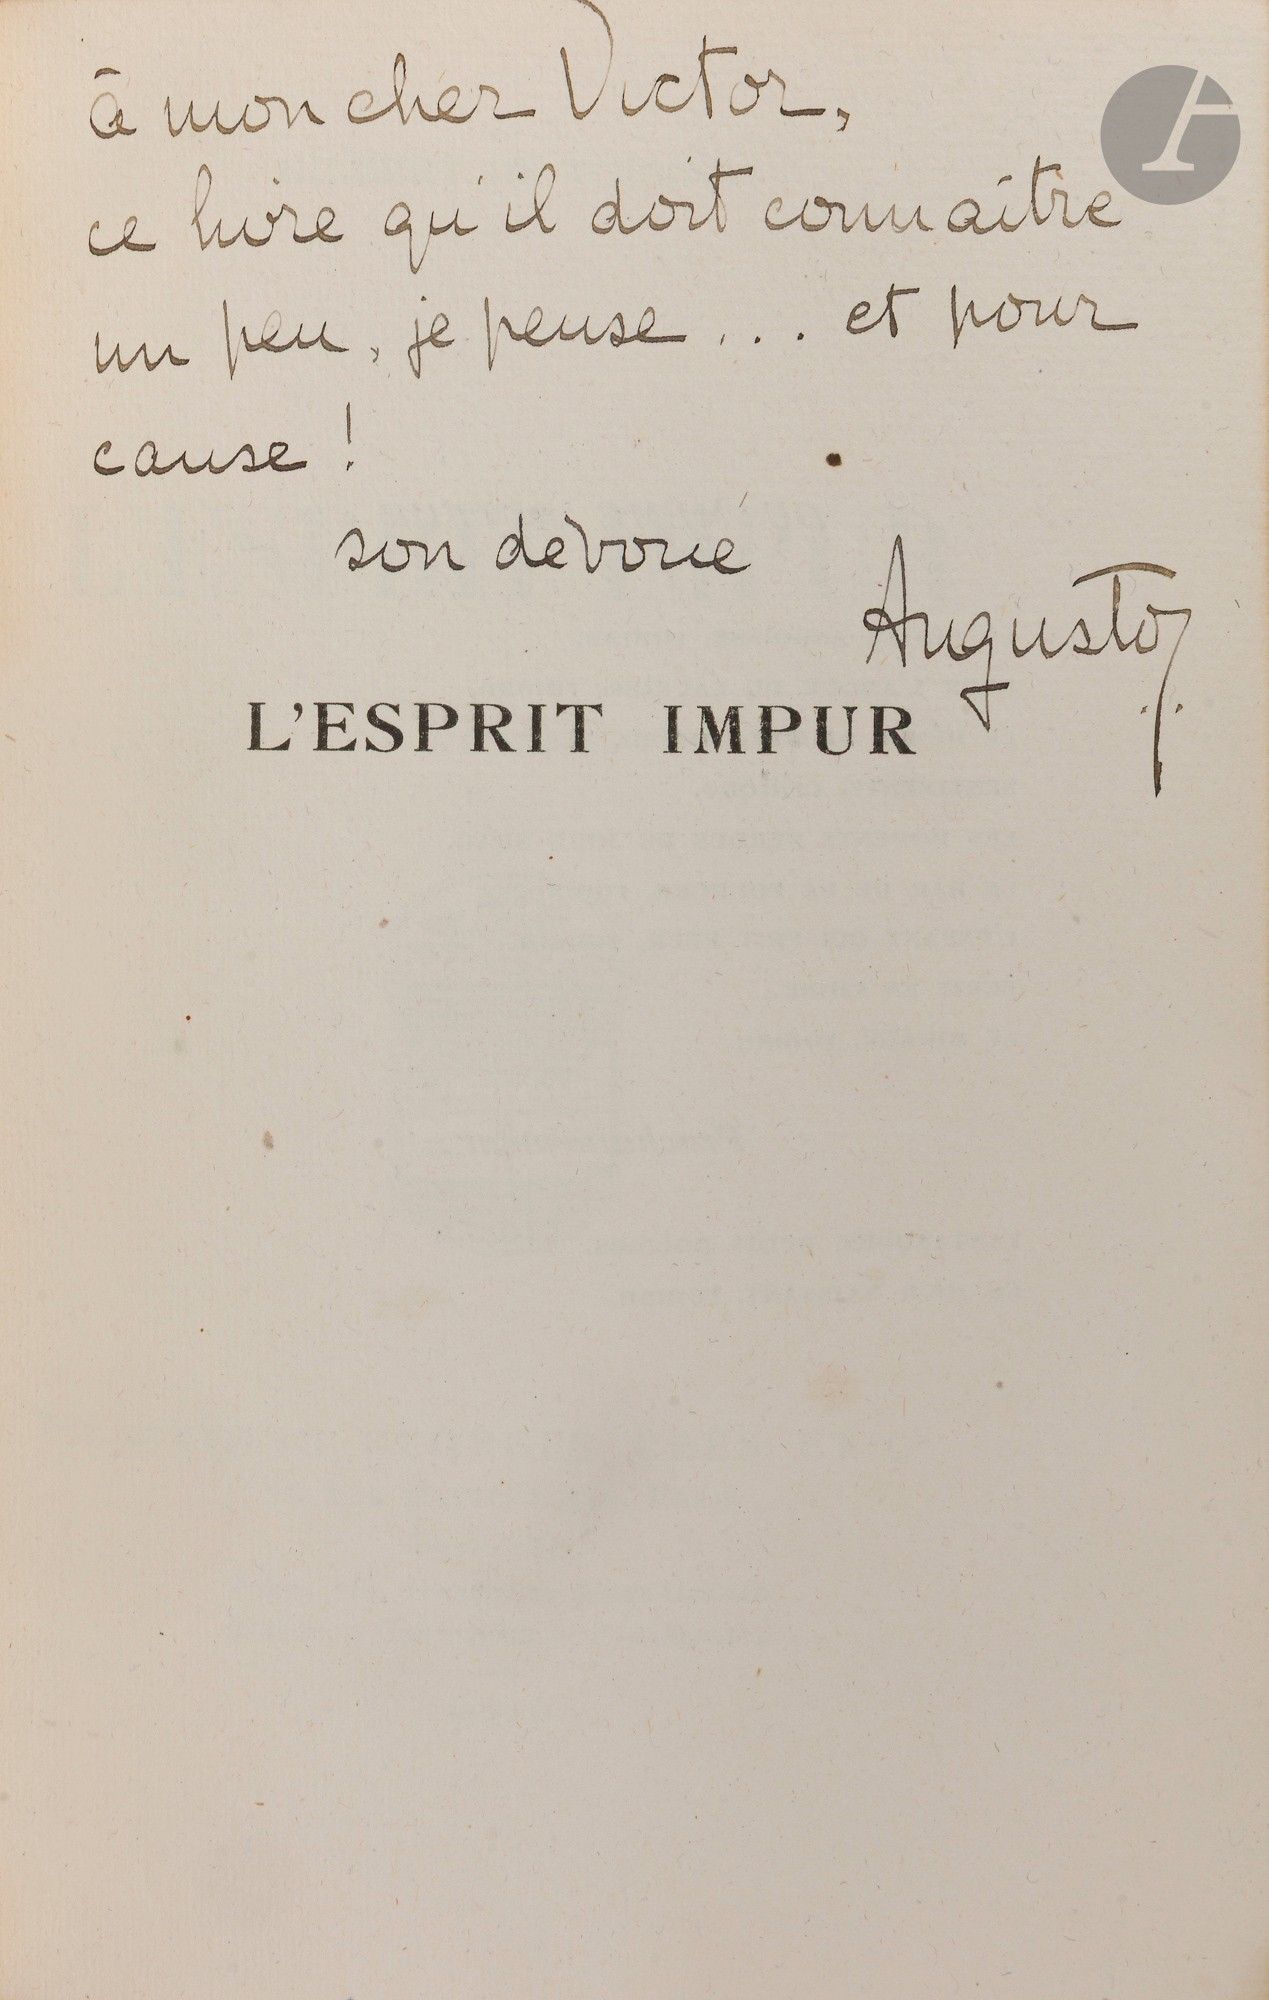 à mon cher Victor,
ce livre qu'il doit connaître
un peu, je pense... et pour
cause !
son dévoué
Augusto
L'ESPRIT IMPUR